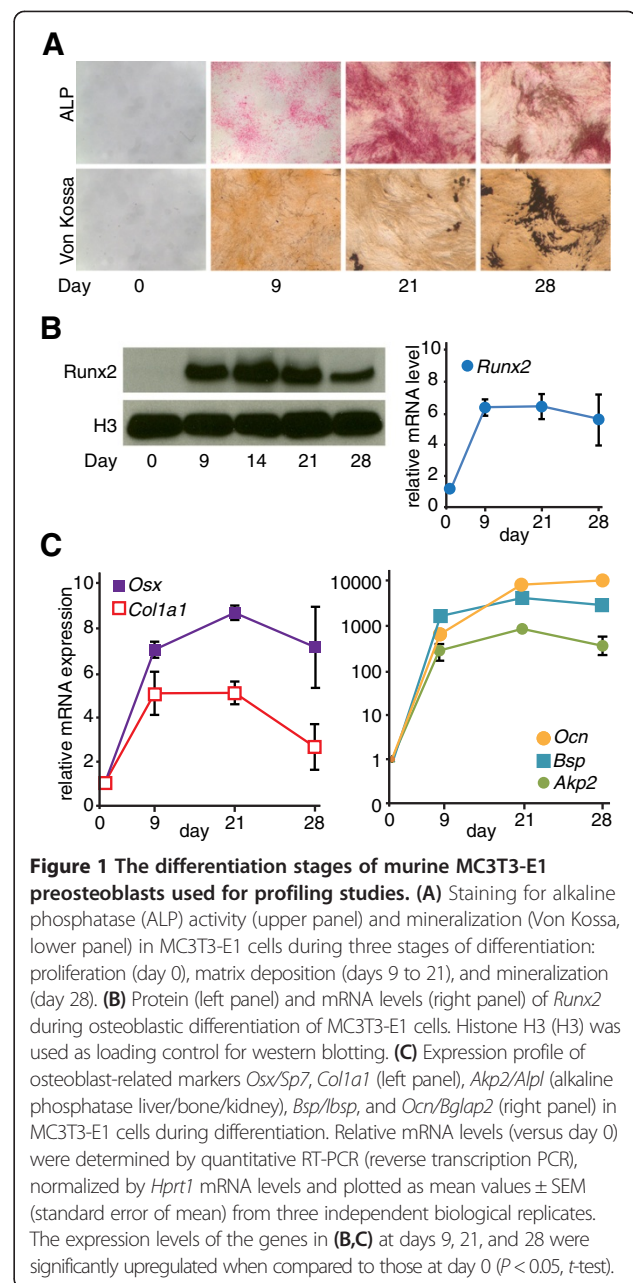 A
ALP
Von Kossa
Day 0 9 21 28
B
Runx2
H3
Day 0 9 14 21 28
relative mRNA level
10
8
6
4
2
0
Runx2
0 9 21 28
day
C
relative mRNA expression
10
8
6
4
2
0
Osx
Col1a1
0 9 21 28
day
10000
1000
100
10
1
0
Ocn
Bsp
Akp2
0 9 21 28
day
Figure 1 The differentiation stages of murine MC3T3-E1
preosteoblasts used for profiling studies. (A) Staining for alkaline
phosphatase (ALP) activity (upper panel) and mineralization (Von Kossa,
lower panel) in MC3T3-E1 cells during three stages of differentiation:
proliferation (day 0), matrix deposition (days 9 to 21), and mineralization
(day 28). (B) Protein (left panel) and mRNA levels (right panel) of Runx2
during osteoblastic differentiation of MC3T3-E1 cells. Histone H3 (H3) was
used as loading control for western blotting. (C) Expression profile of
osteoblast-related markers Osx/Sp7, Col1a1 (left panel), Akp2/Alpl (alkaline
phosphatase liver/bone/kidney), Bsp/Ibsp, and Ocn/Bglap2 (right panel) in
MC3T3-E1 cells during differentiation. Relative mRNA levels (versus day 0)
were determined by quantitative RT-PCR (reverse transcription PCR),
normalized by Hprt1 mRNA levels and plotted as mean values ± SEM
(standard error of mean) from three independent biological replicates.
The expression levels of the genes in (B,C) at days 9, 21, and 28 were
significantly upregulated when compared to those at day 0 (P < 0.05, t-test).